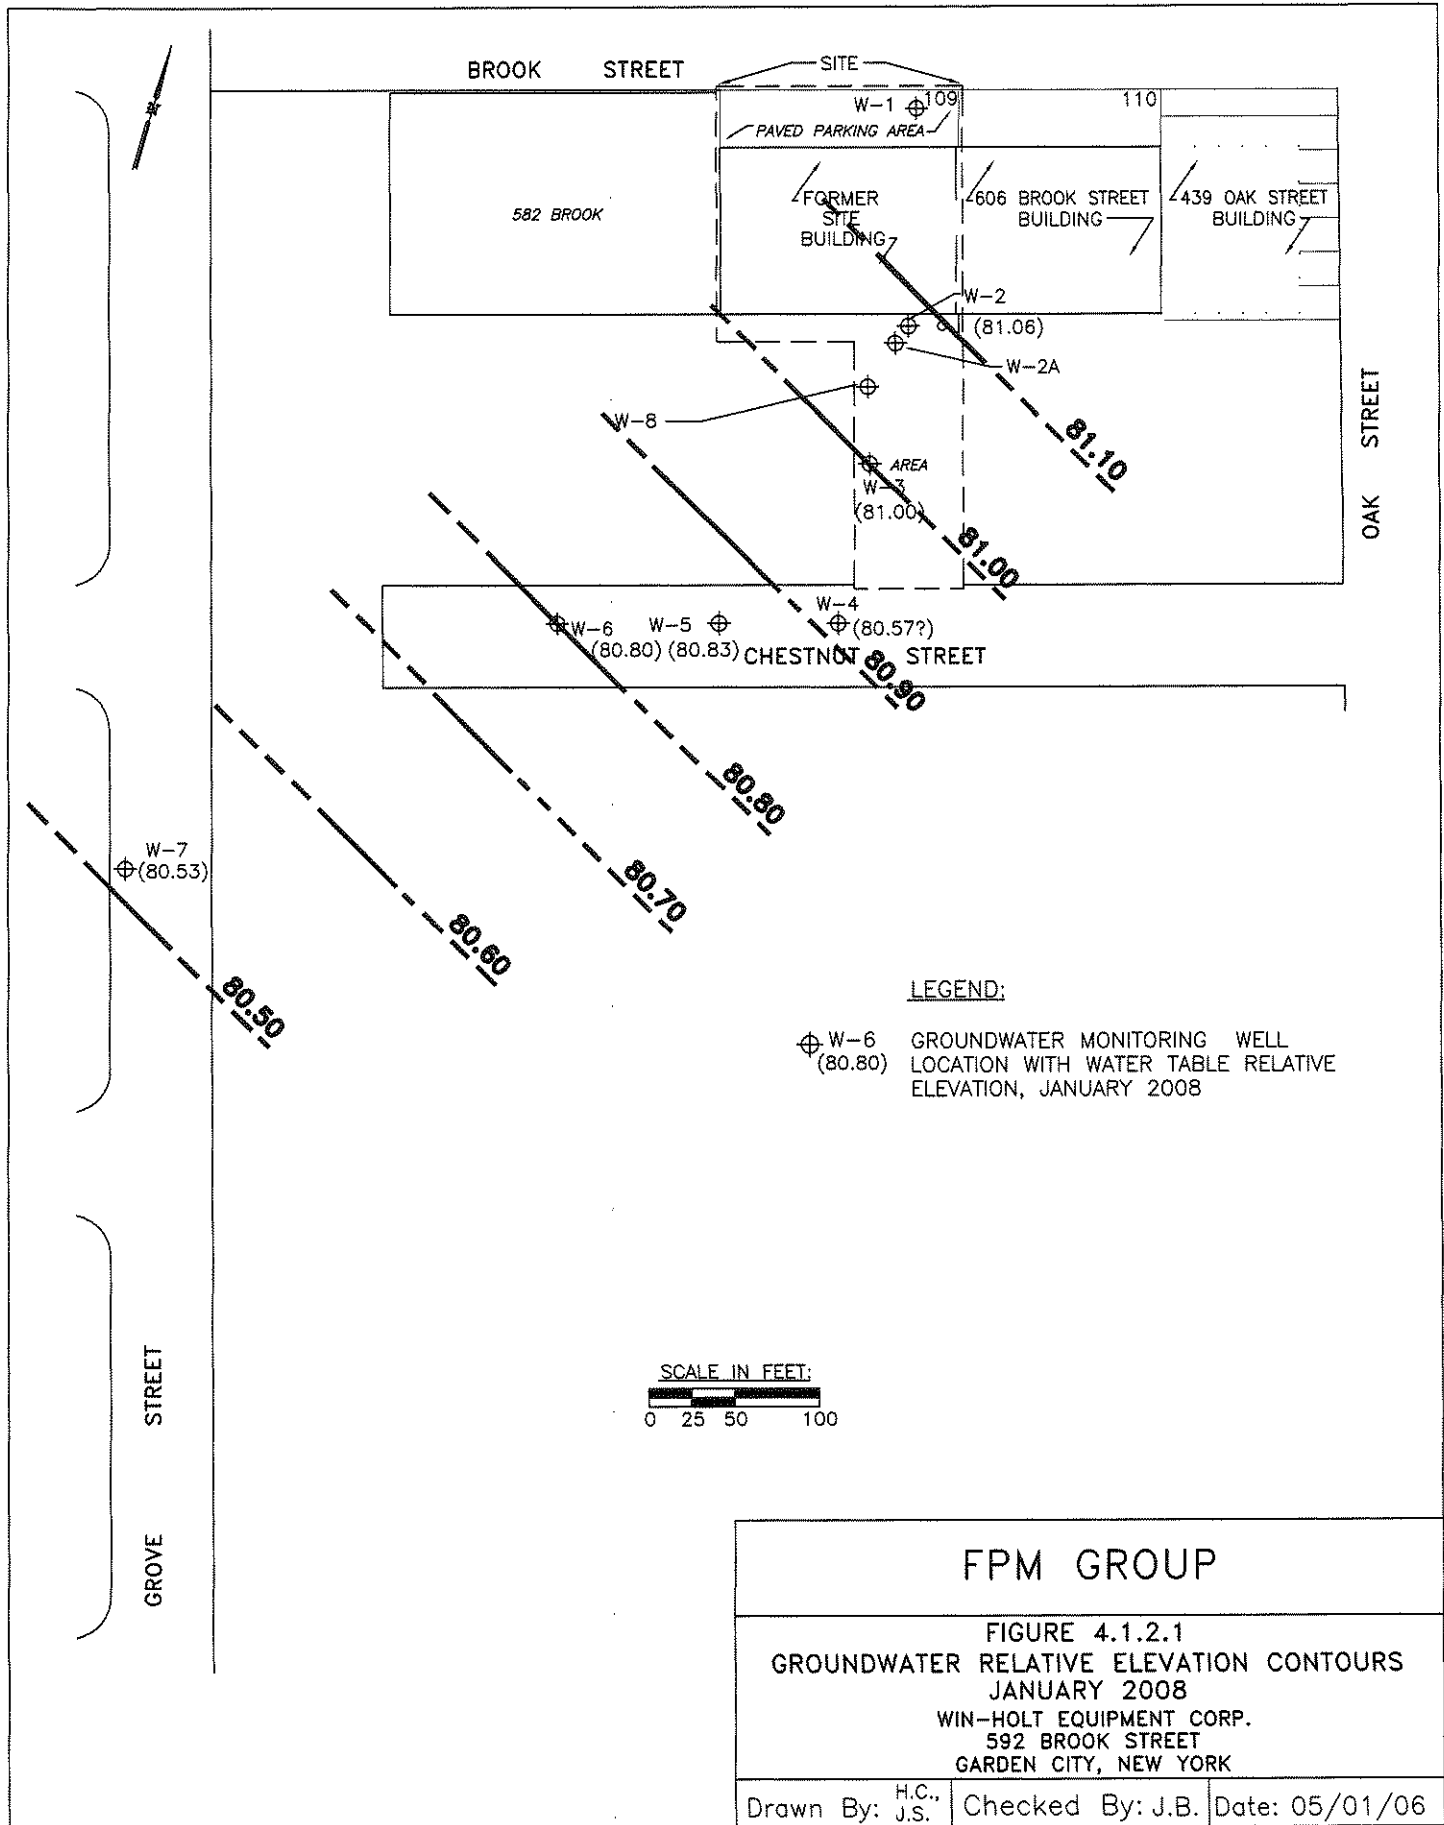 BROOK STREET
SITE
W-1
109
110
PAVED PARKING AREA
582 BROOK
FORMER
SITE
BUILDING
606 BROOK STREET
BUILDING
439 OAK STREET
BUILDING
W-2
(81.06)
W-2A
W-8
AREA
W-3
(81.00)
81.10
81.00
OAK STREET
W-4
(80.57?)
W-5
(80.83)
W-6
(80.80)
CHESTNUT STREET
80.90
80.80
W-7
(80.53)
80.70
80.60
80.50
LEGEND:
W-6
(80.80)
GROUNDWATER MONITORING WELL
LOCATION WITH WATER TABLE RELATIVE
ELEVATION, JANUARY 2008
SCALE IN FEET:
0 25 50 100
GROVE STREET
FPM GROUP
FIGURE 4.1.2.1
GROUNDWATER RELATIVE ELEVATION CONTOURS
JANUARY 2008
WIN-HOLT EQUIPMENT CORP.
592 BROOK STREET
GARDEN CITY, NEW YORK
Drawn By: H.C., J.S.
Checked By: J.B.
Date: 05/01/06